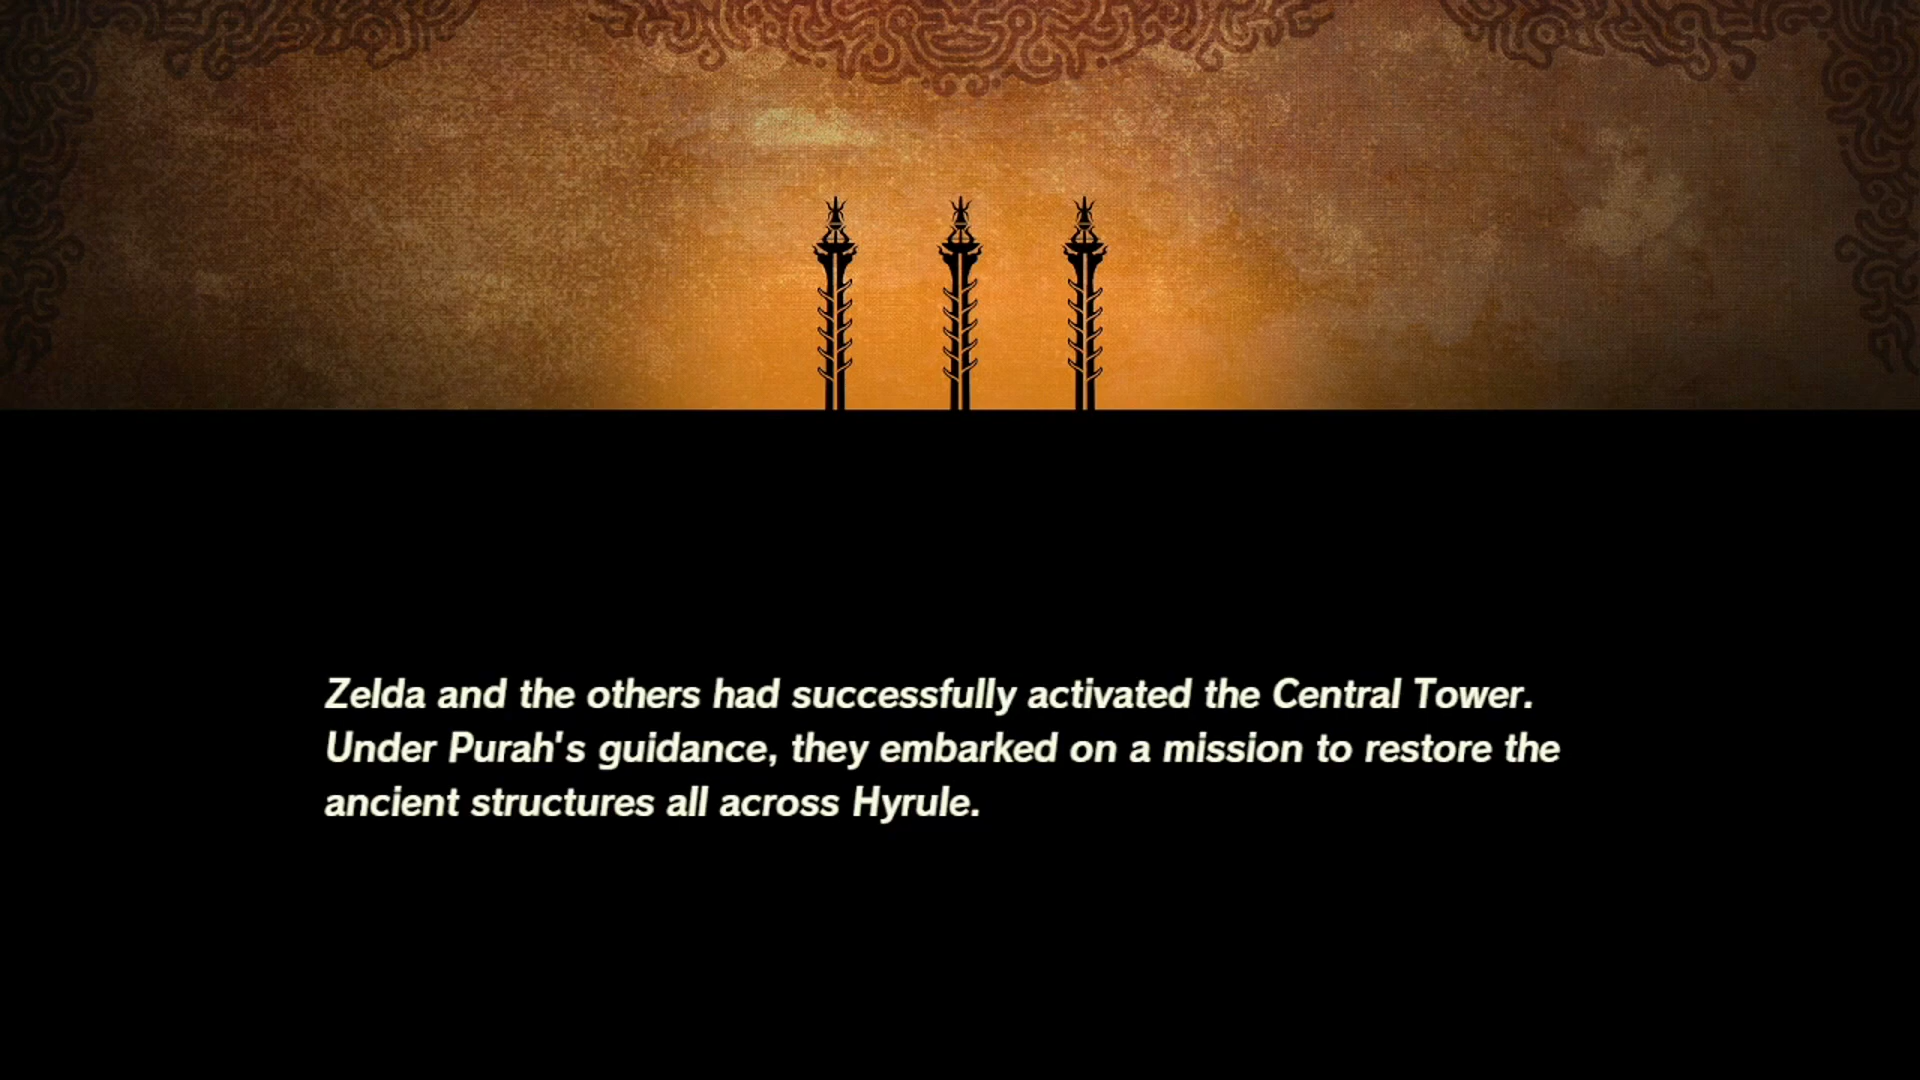 Zelda and the others had successfully activated the Central Tower.
Under Purah's guidance, they embarked on a mission to restore the
ancient structures all across Hyrule.